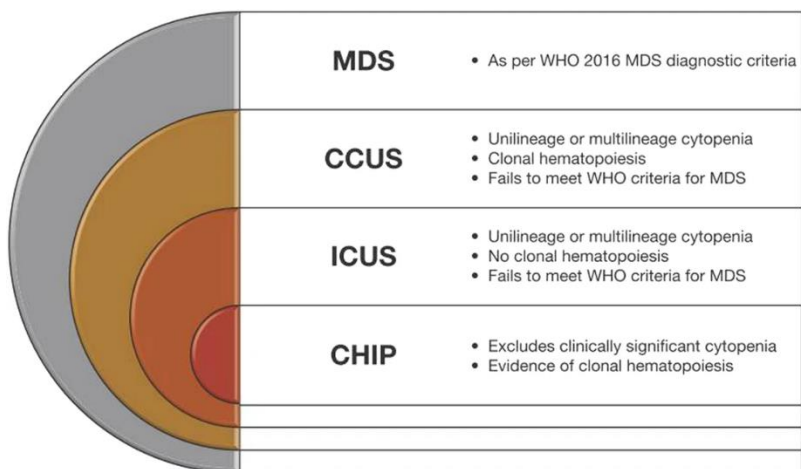 MDS
• As per WHO 2016 MDS diagnostic criteria
CCUS
• Unilineage or multilineage cytopenia
• Clonal hematopoiesis
• Fails to meet WHO criteria for MDS
ICUS
• Unilineage or multilineage cytopenia
• No clonal hematopoiesis
• Fails to meet WHO criteria for MDS
CHIP
• Excludes clinically significant cytopenia
• Evidence of clonal hematopoiesis